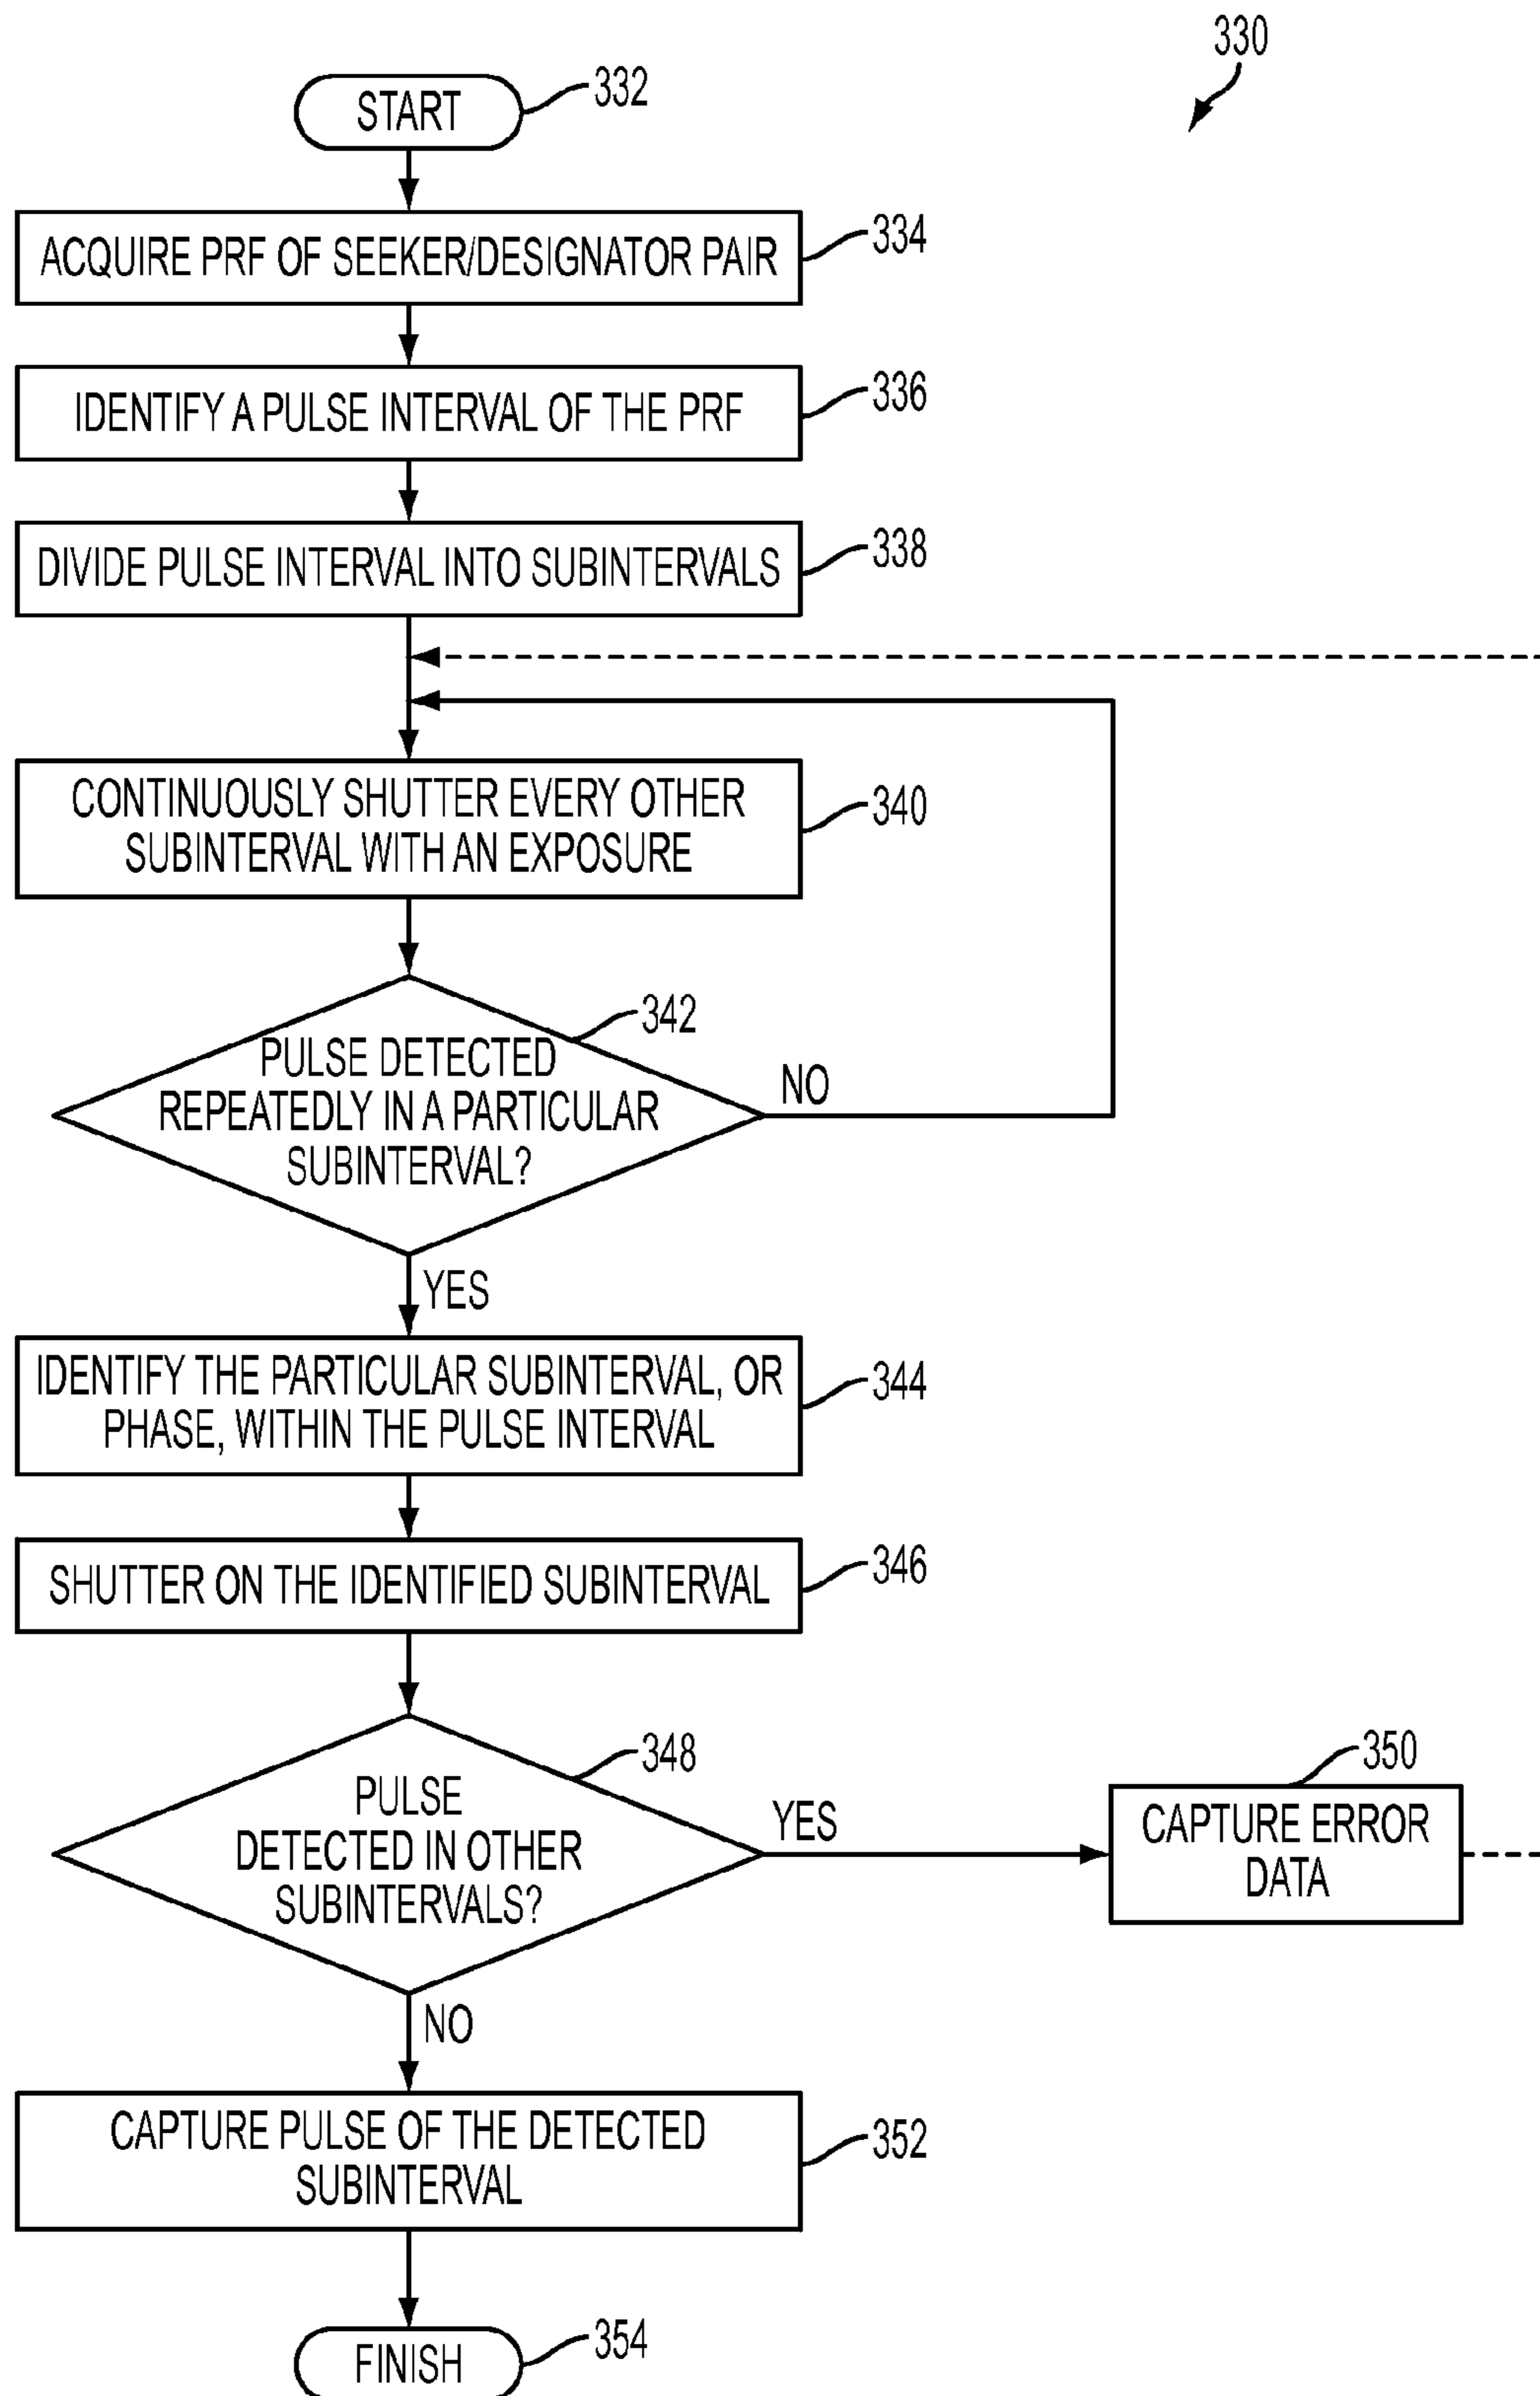 330
START
332
ACQUIRE PRF OF SEEKER/DESIGNATOR PAIR
334
IDENTIFY A PULSE INTERVAL OF THE PRF
336
DIVIDE PULSE INTERVAL INTO SUBINTERVALS
338
CONTINUOUSLY SHUTTER EVERY OTHER
SUBINTERVAL WITH AN EXPOSURE
340
PULSE DETECTED
REPEATEDLY IN A PARTICULAR
SUBINTERVAL?
342
NO
YES
IDENTIFY THE PARTICULAR SUBINTERVAL, OR
PHASE, WITHIN THE PULSE INTERVAL
344
SHUTTER ON THE IDENTIFIED SUBINTERVAL
346
PULSE
DETECTED IN OTHER
SUBINTERVALS?
348
YES
CAPTURE ERROR
DATA
350
NO
CAPTURE PULSE OF THE DETECTED
SUBINTERVAL
352
FINISH
354